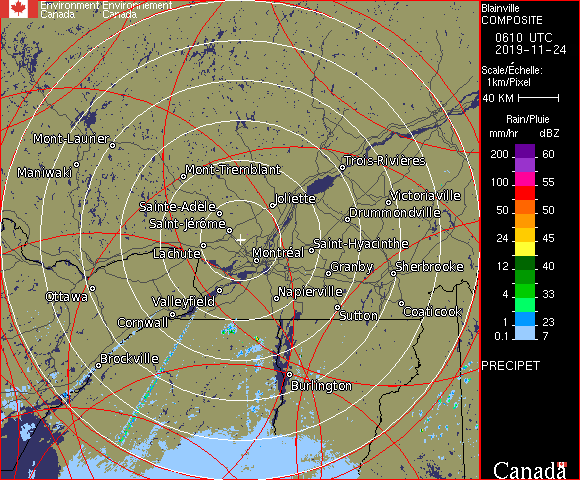 Environment Environnement
Canada Canada
Blainville
COMPOSITE
0610 UTC
2019-11-24
Scale/Échelle:
1km/Pixel
40 KM
Rain/Pluie
mm/hr dBZ
200 60
100 55
50 50
24 45
12 40
4 33
1 23
0.1 7
PRECIPET
Mont-Laurier
Maniwaki
Mont-Tremblant
Trois-Rivières
Joliette
Victoriaville
Sainte-Adèle
Drummondville
Saint-Jérôme
Lachute
Montréal
Saint-Hyacinthe
Granby
Sherbrooke
Ottawa
Valleyfield
Napierville
Cornwall
Sutton
Coaticook
Brockville
Burlington
Canada